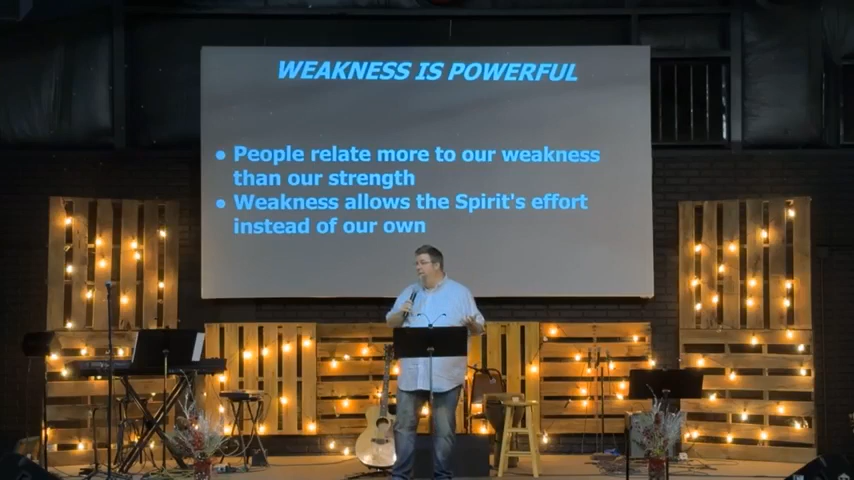 WEAKNESS IS POWERFUL
● People relate more to our weakness
than our strength
● Weakness allows the Spirit's effort
instead of our own